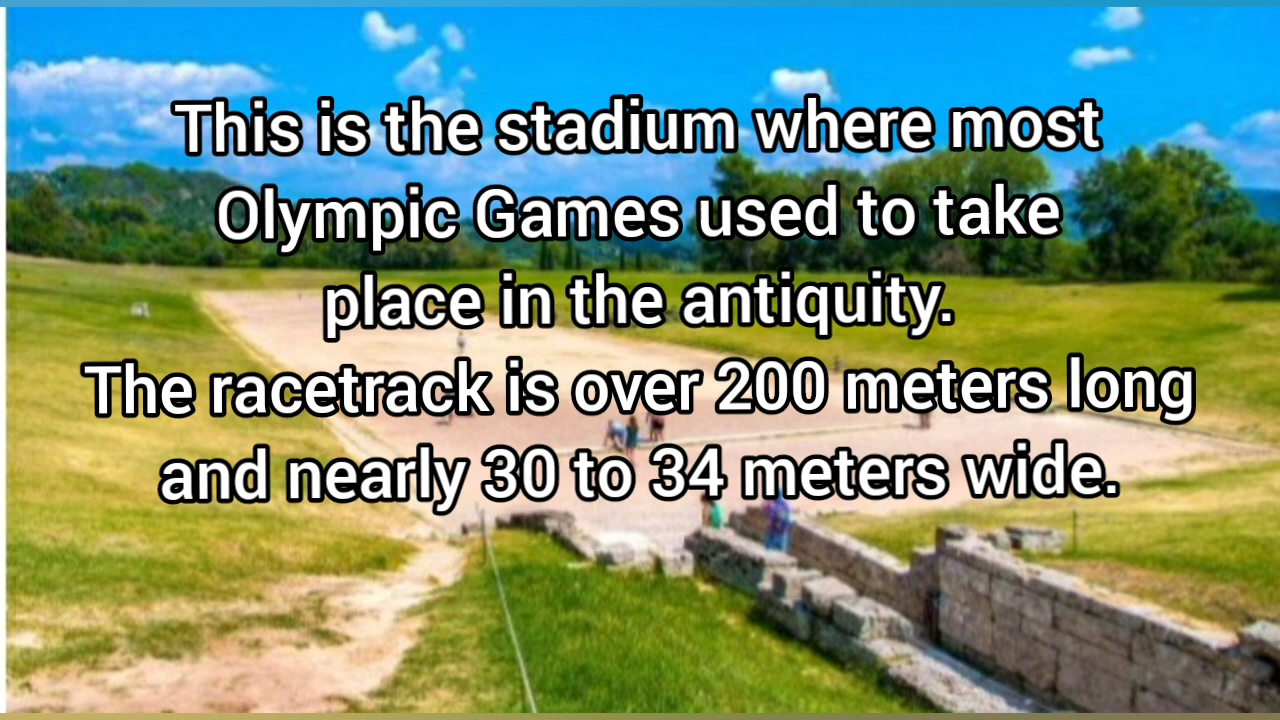 This is the stadium where most
Olympic Games used to take
place in the antiquity.
The racetrack is over 200 meters long
and nearly 30 to 34 meters wide.